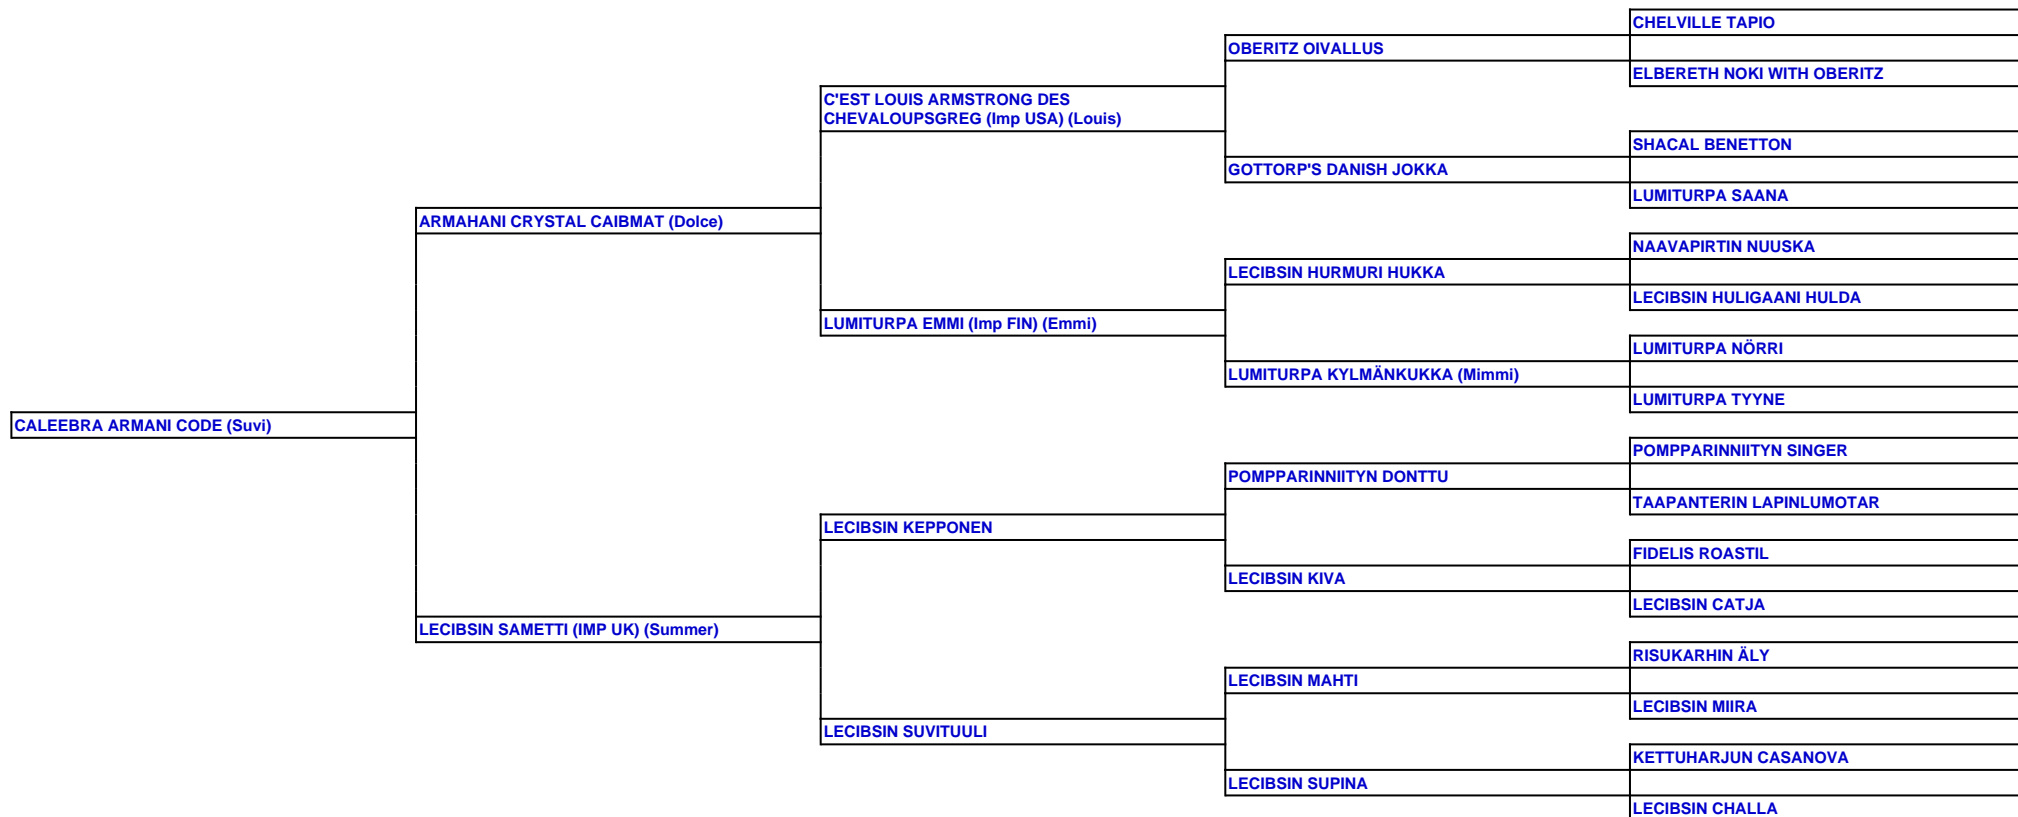 CHELVILLE TAPIO
OBERITZ OIVALLUS
ELBERETH NOKI WITH OBERITZ
C'EST LOUIS ARMSTRONG DES
CHEVALOUPSGREG (Imp USA) (Louis)
SHACAL BENETTON
GOTTORP'S DANISH JOKKA
LUMITURPA SAANA
ARMAHANI CRYSTAL CAIBMAT (Dolce)
NAAVAPIRTIN NUUSKA
LECIBSIN HURMURI HUKKA
LECIBSIN HULIGAANI HULDA
LUMITURPA EMMI (Imp FIN) (Emmi)
LUMITURPA NÖRRI
LUMITURPA KYLMÄNKUKKA (Mimmi)
LUMITURPA TYYNE
CALEEBRA ARMANI CODE (Suvi)
POMPPARINNIITYN SINGER
POMPPARINNIITYN DONTTU
TAAPANTERIN LAPINLUMOTAR
LECIBSIN KEPPONEN
FIDELIS ROASTIL
LECIBSIN KIVA
LECIBSIN CATJA
LECIBSIN SAMETTI (IMP UK) (Summer)
RISUKARHIN ÄLY
LECIBSIN MAHTI
LECIBSIN MIIRA
LECIBSIN SUVITUULI
KETTUHARJUN CASANOVA
LECIBSIN SUPINA
LECIBSIN CHALLA